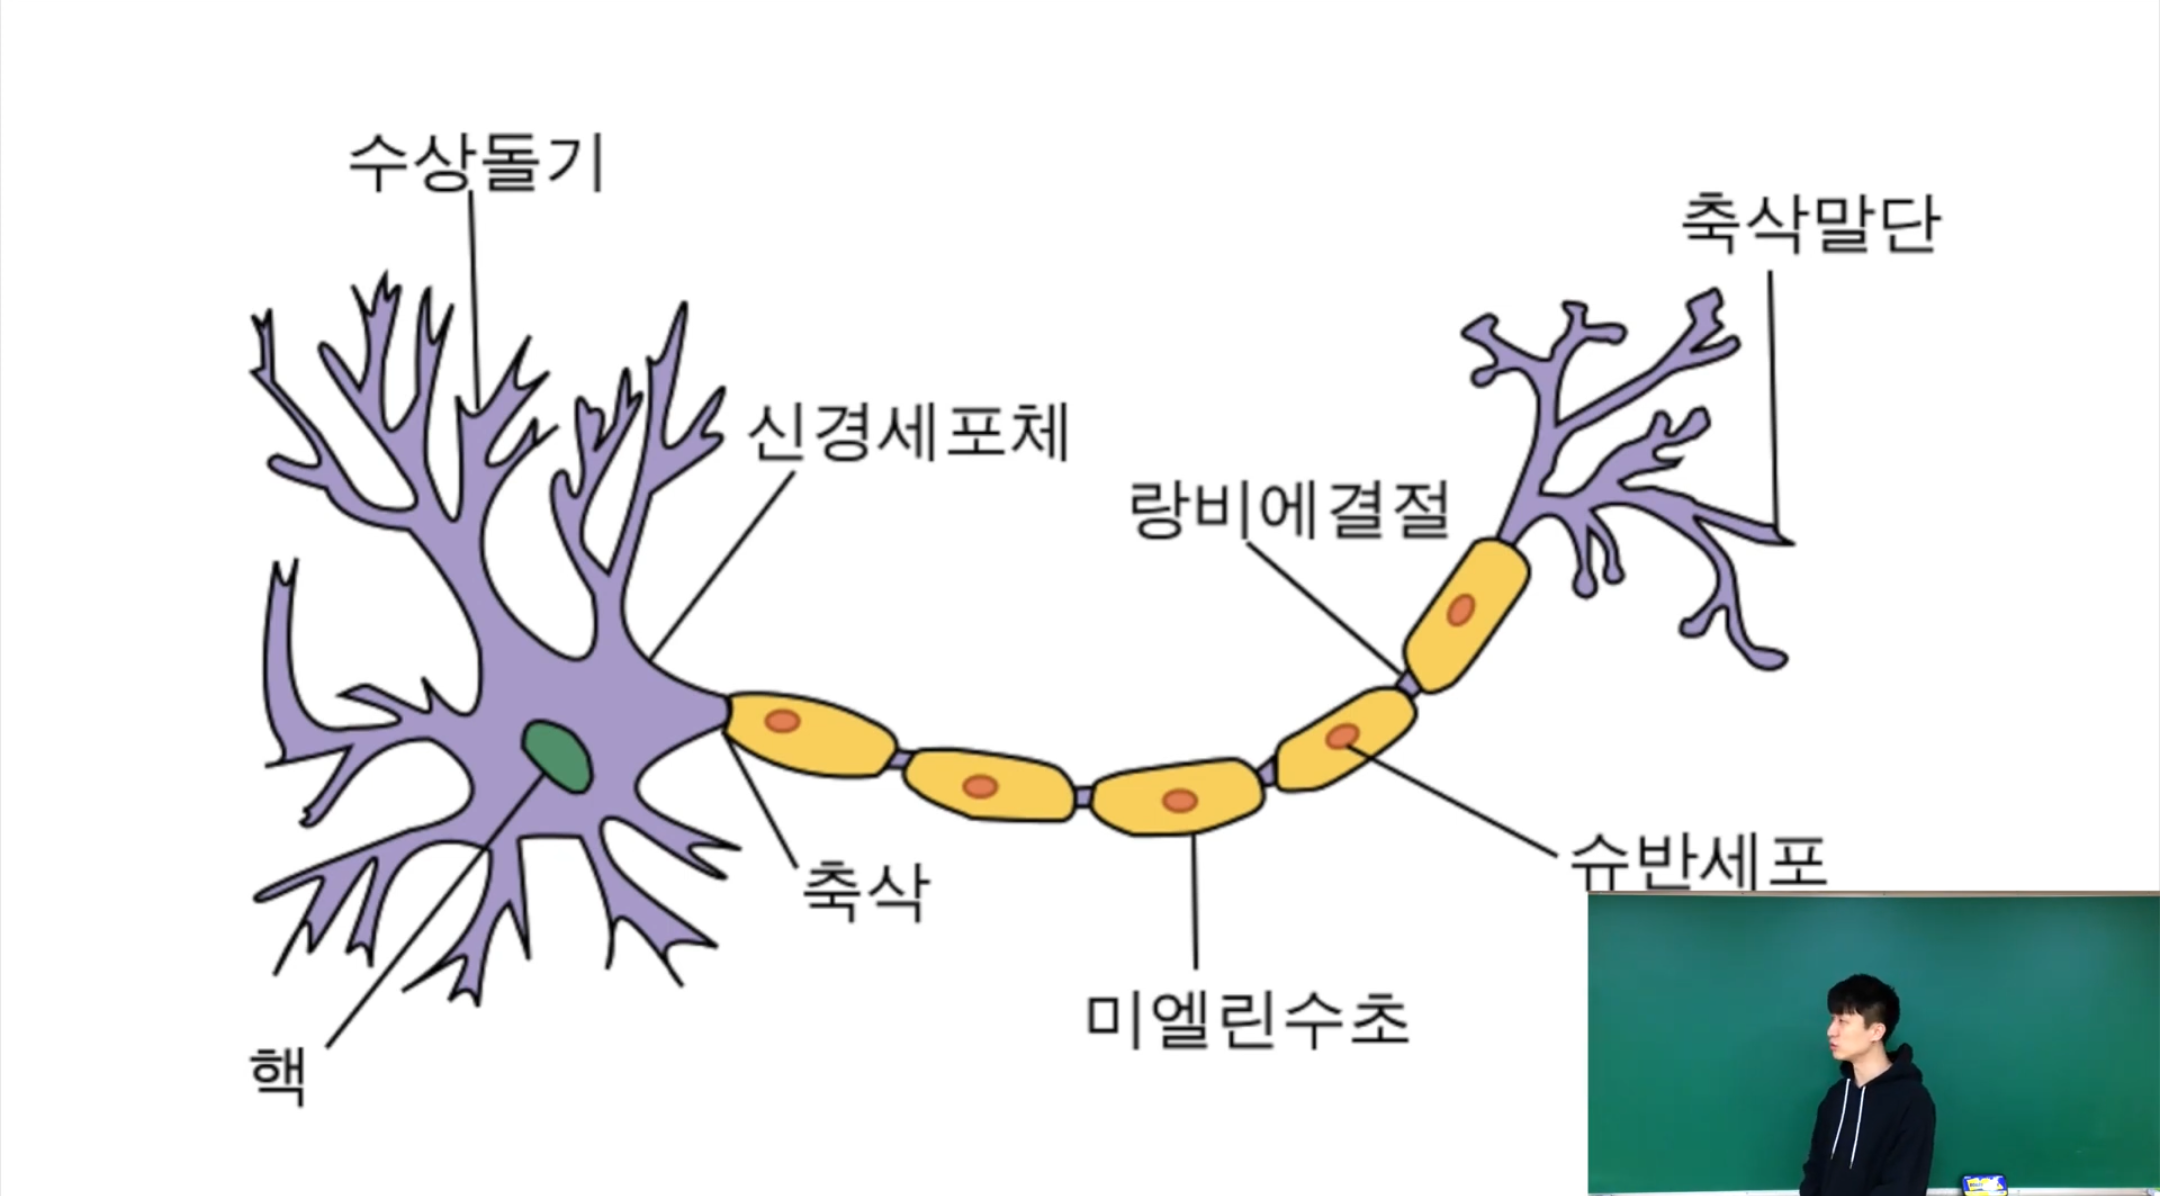 수상돌기
축삭말단
신경세포체
랑비에결절
슈반세포
축삭
미엘린수초
핵